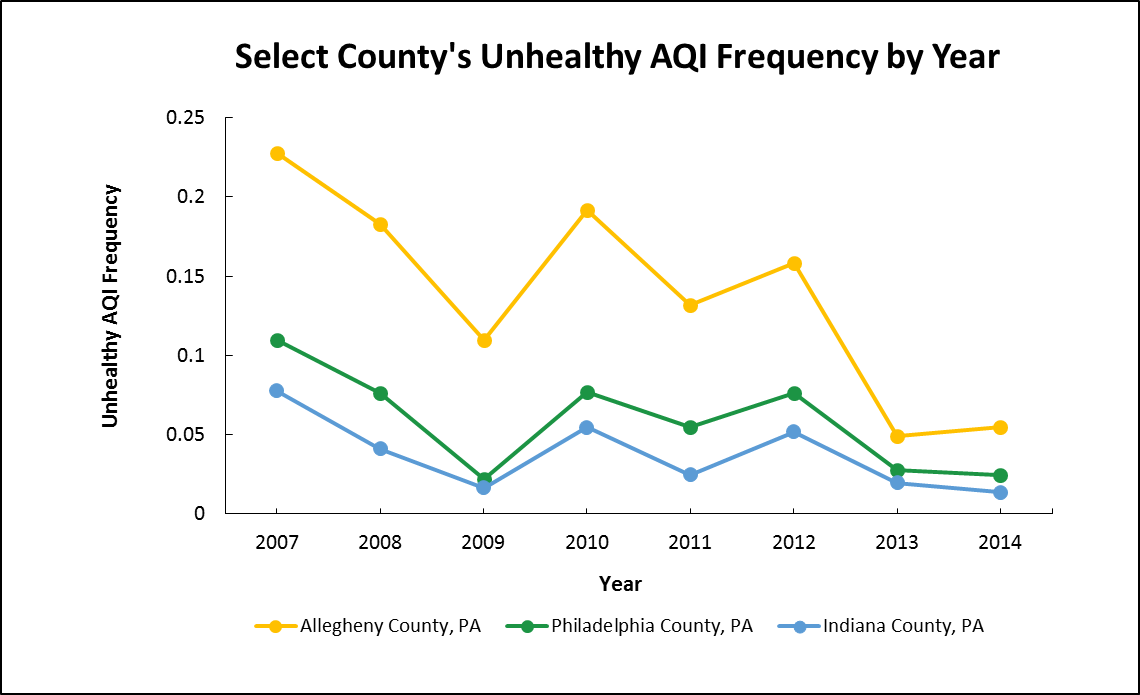 Select County's Unhealthy AQI Frequency by Year
0.25
0.2
0.15
0.1
0.05
0
Unhealthy AQI Frequency
2007 2008 2009 2010 2011 2012 2013 2014
Year
Allegheny County, PA Philadelphia County, PA Indiana County, PA